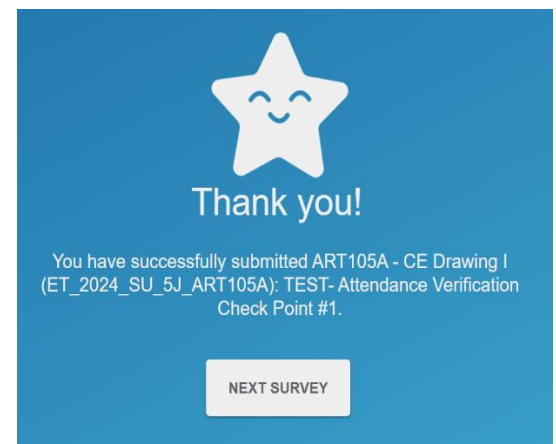 Thank you!
You have successfully submitted ART105A - CE Drawing I
(ET_2024_SU_5J_ART105A): TEST- Attendance Verification
Check Point #1.
NEXT SURVEY